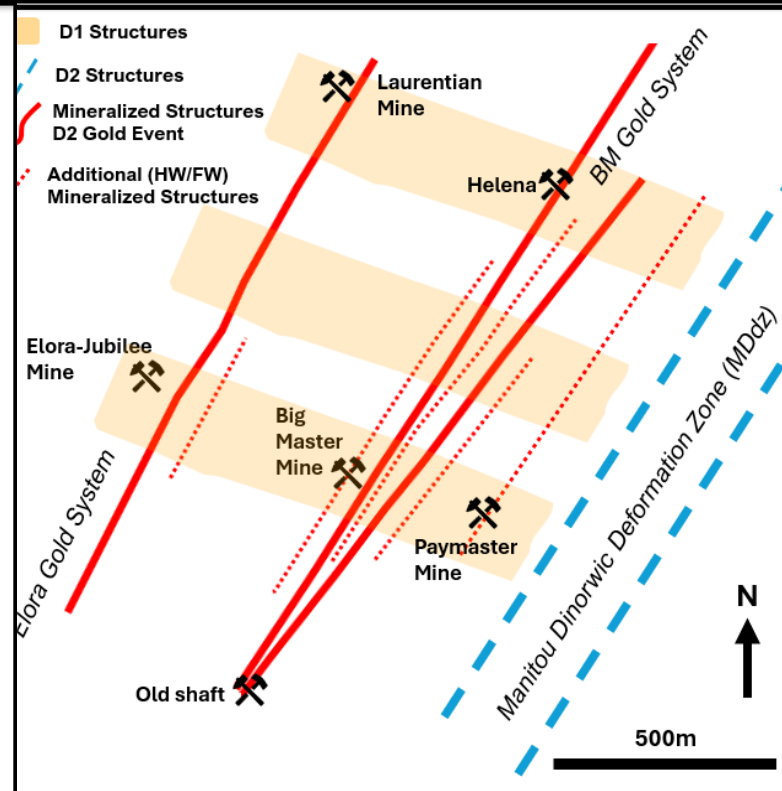 D1 Structures
D2 Structures
Mineralized Structures
D2 Gold Event
Additional (HW/FW)
Mineralized Structures
Laurentian
Mine
Helena
BM Gold System
Elora-Jubilee
Mine
Big
Master
Mine
Elora Gold System
Paymaster
Mine
Manitou Dinorwic Deformation Zone (MDdz)
Old shaft
N
500m